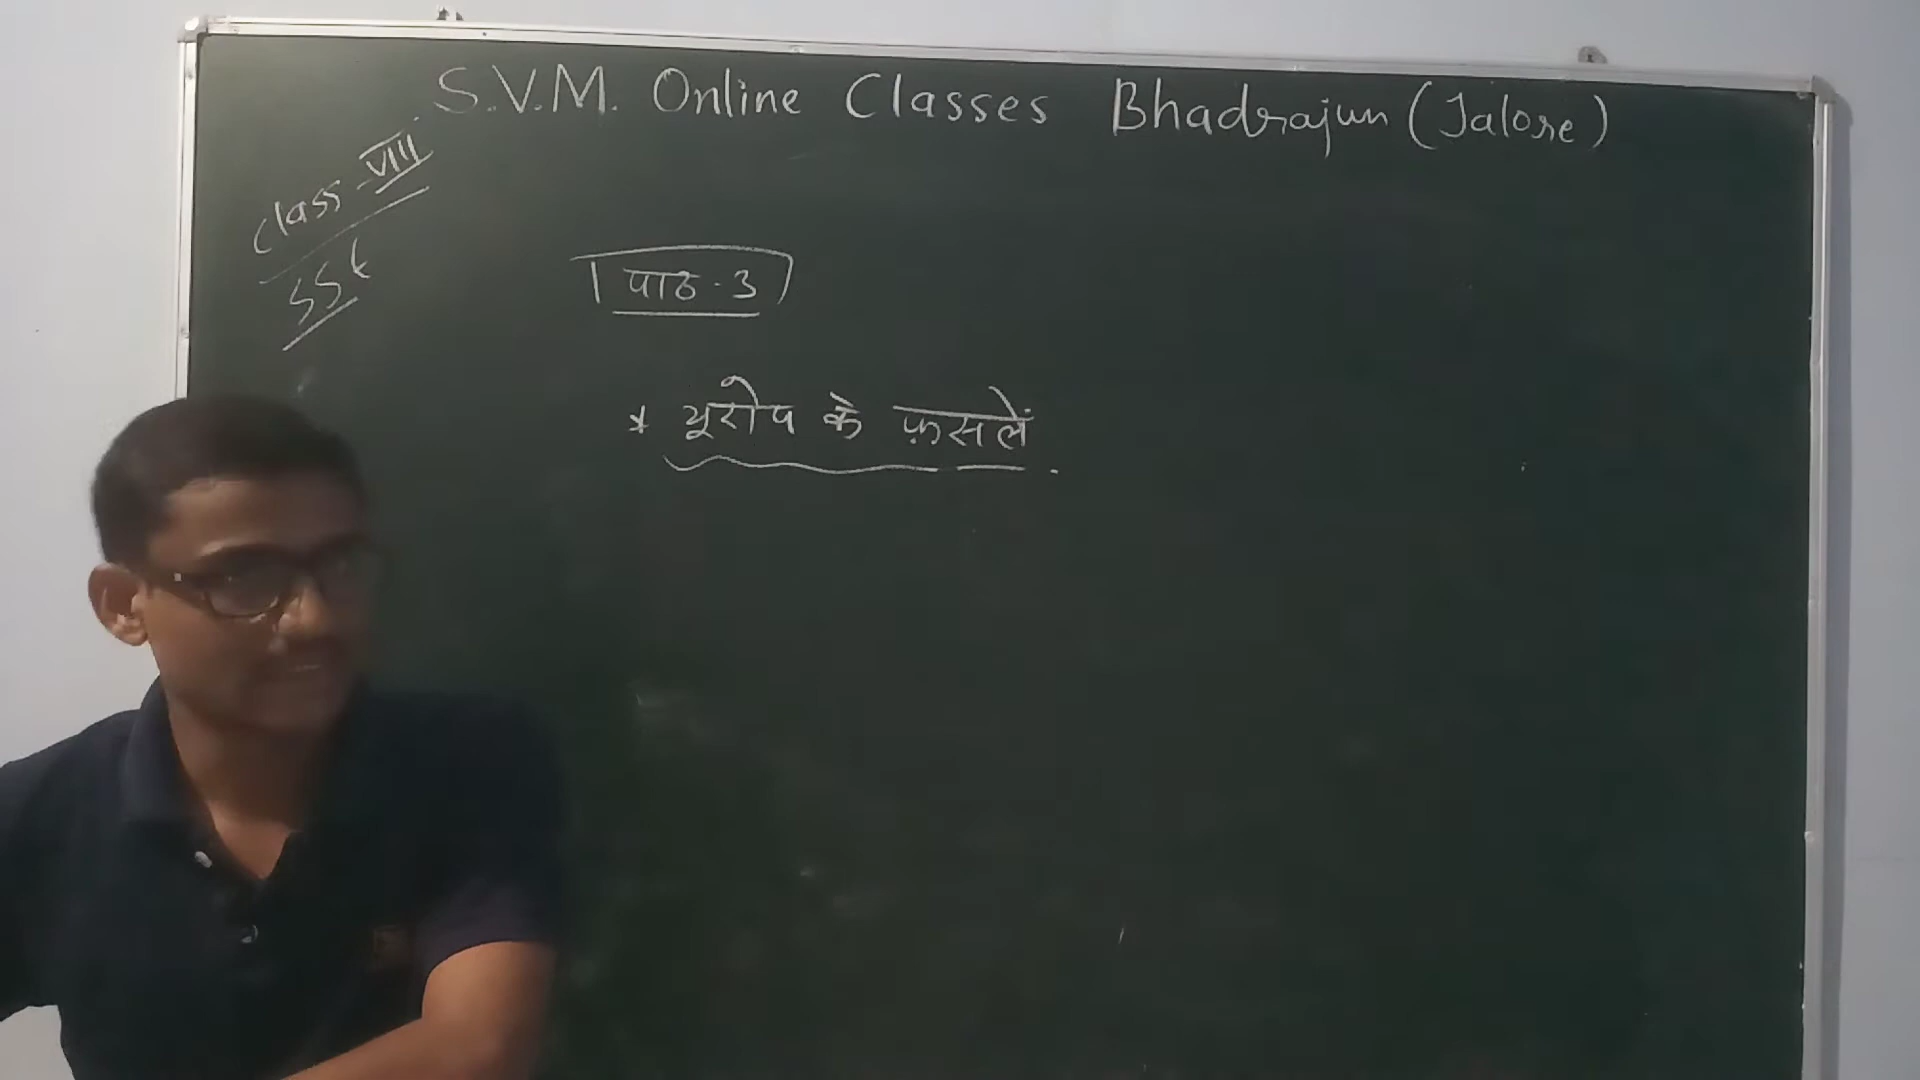 S.V.M. Online Classes Bhadrajun (Jalore)
Class - VIII
SSt
पाठ - 3
* यूरोप के फ़सलें